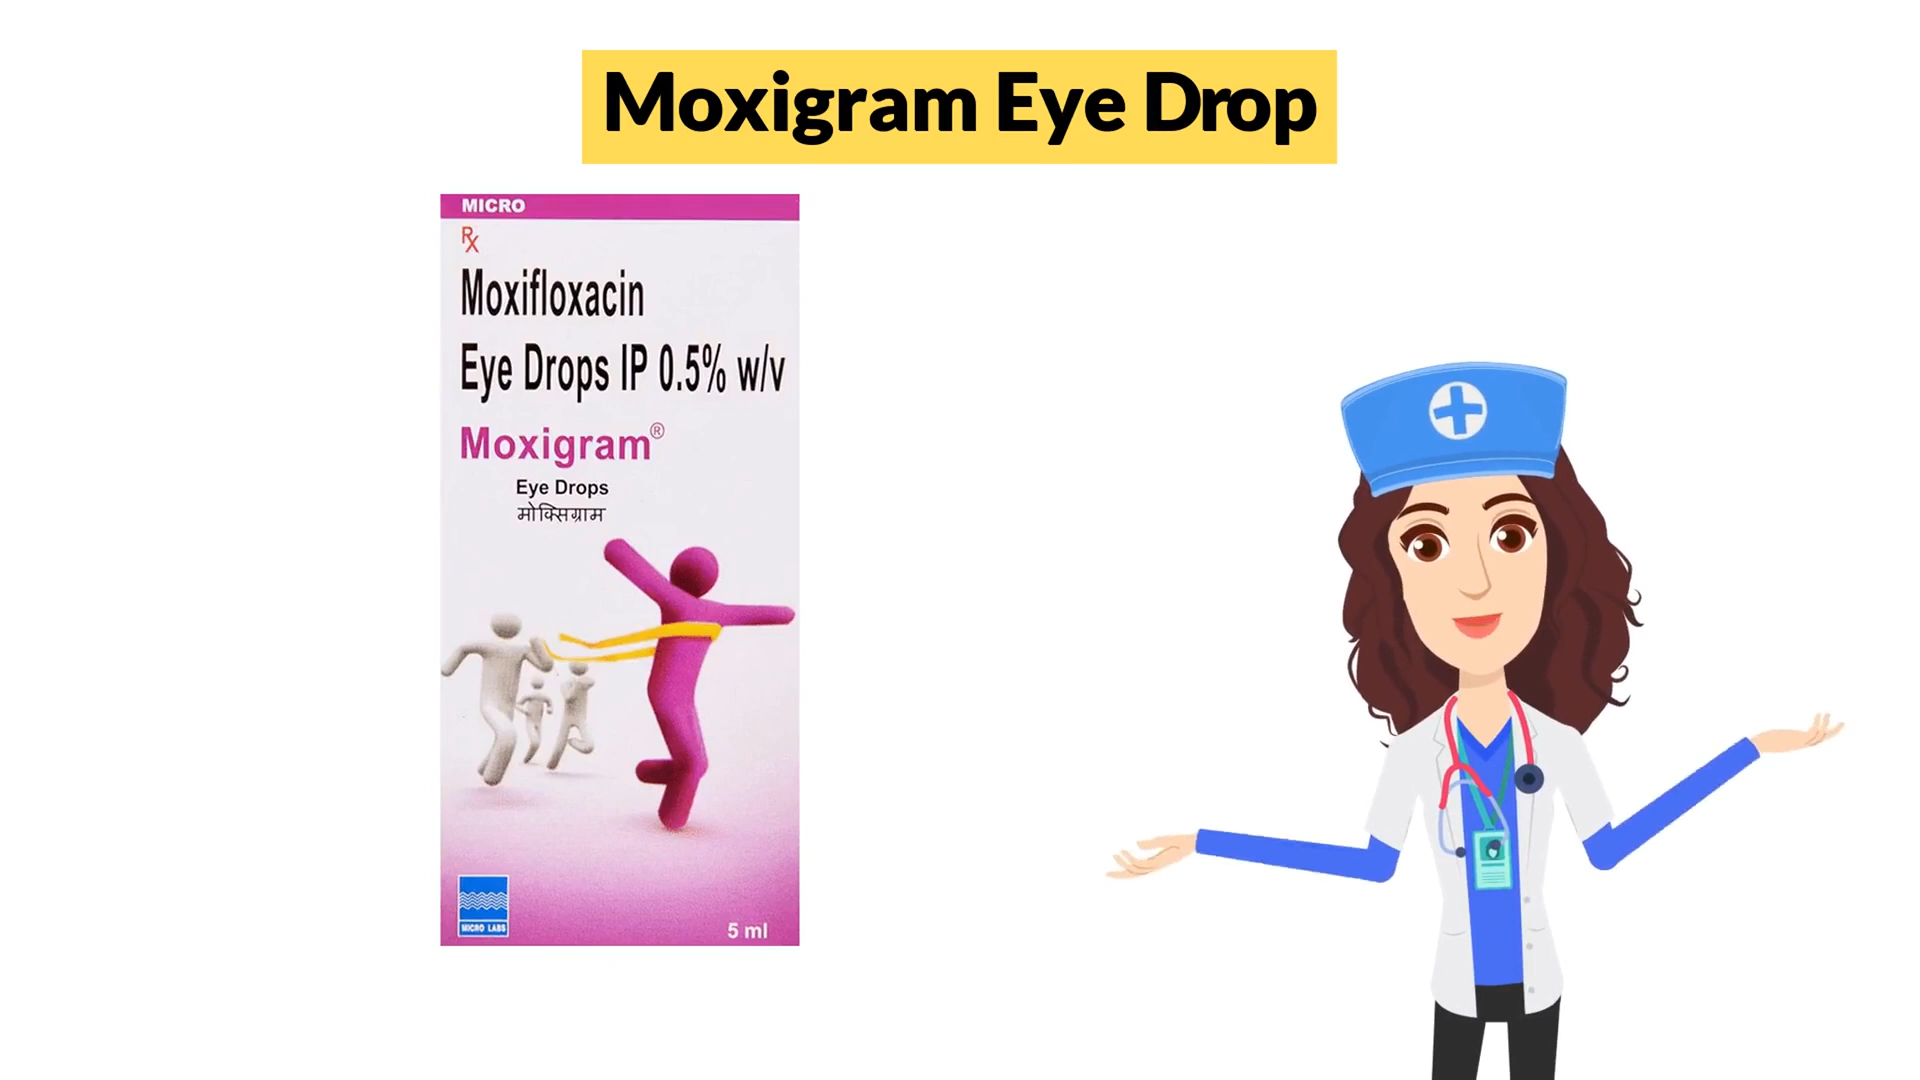 Moxigram Eye Drop
MICRO
Rx
Moxifloxacin
Eye Drops IP 0.5% w/v
Moxigram®
Eye Drops
मोक्सिग्राम
MICRO LABS
5 ml